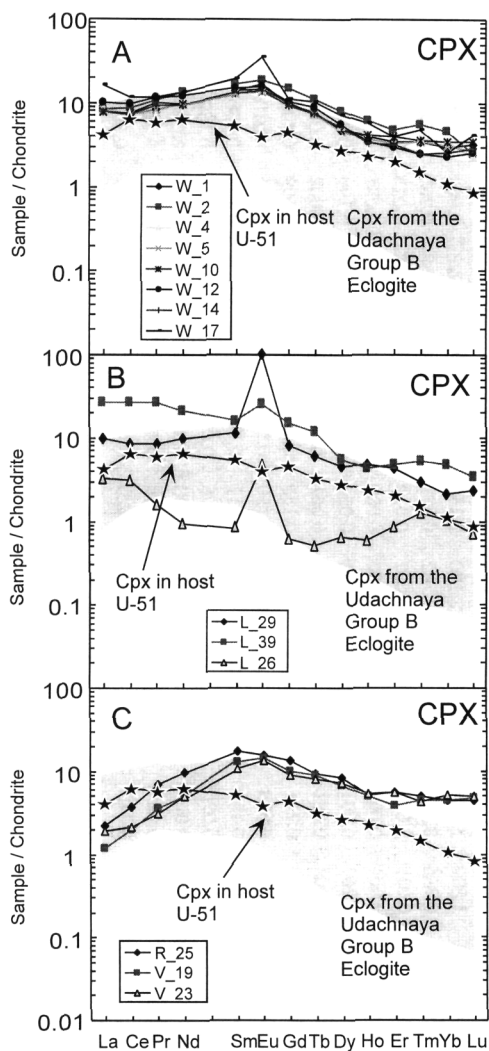 100
A
CPX
10
Sample / Chondrite
1
W_1
W_2
W_4
W_5
W_10
W_12
W_14
W_17
Cpx in host
U-51
Cpx from the
Udachnaya
Group B
Eclogite
0.1
100
B
CPX
10
Sample / Chondrite
1
Cpx in host
U-51
Cpx from the
Udachnaya
Group B
Eclogite
0.1
L_29
L_39
L_26
100
C
CPX
10
Sample / Chondrite
1
Cpx in host
U-51
Cpx from the
Udachnaya
Group B
Eclogite
0.1
R_25
V_19
V_23
0.01
La Ce Pr Nd Sm Eu Gd Tb Dy Ho Er Tm Yb Lu